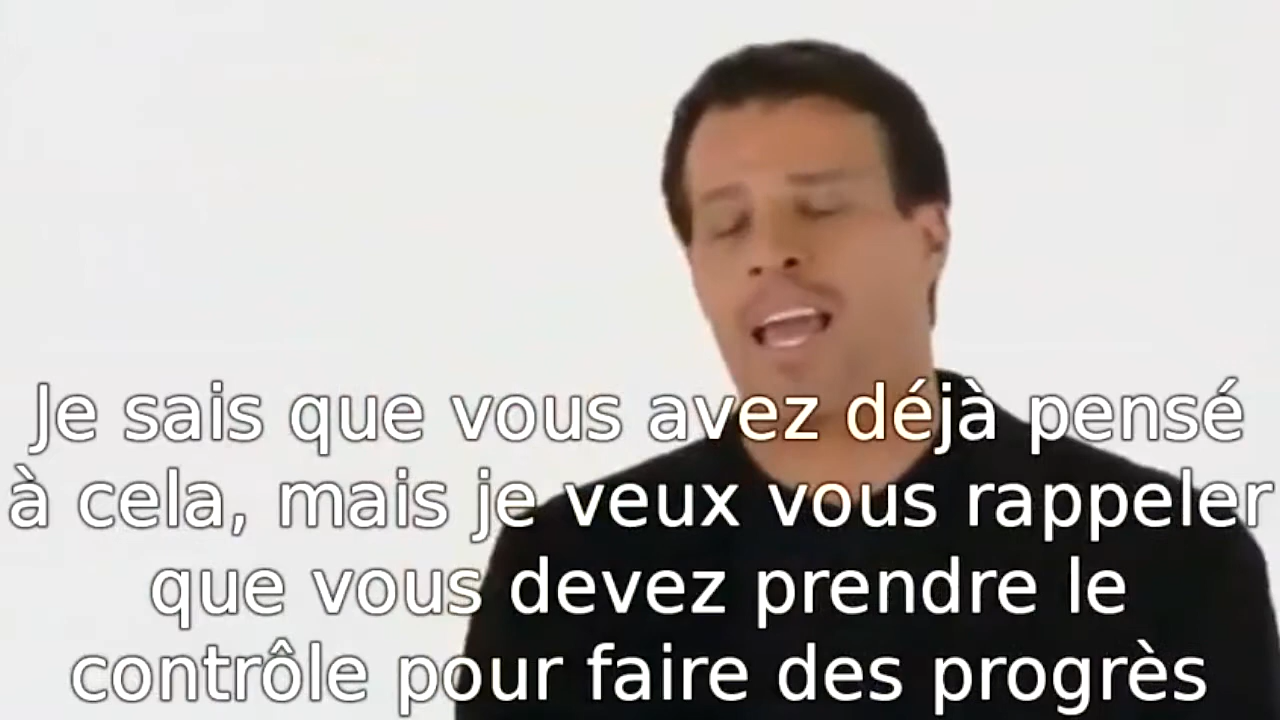 Je sais que vous avez déjà pensé
à cela, mais je veux vous rappeler
que vous devez prendre le
contrôle pour faire des progrès